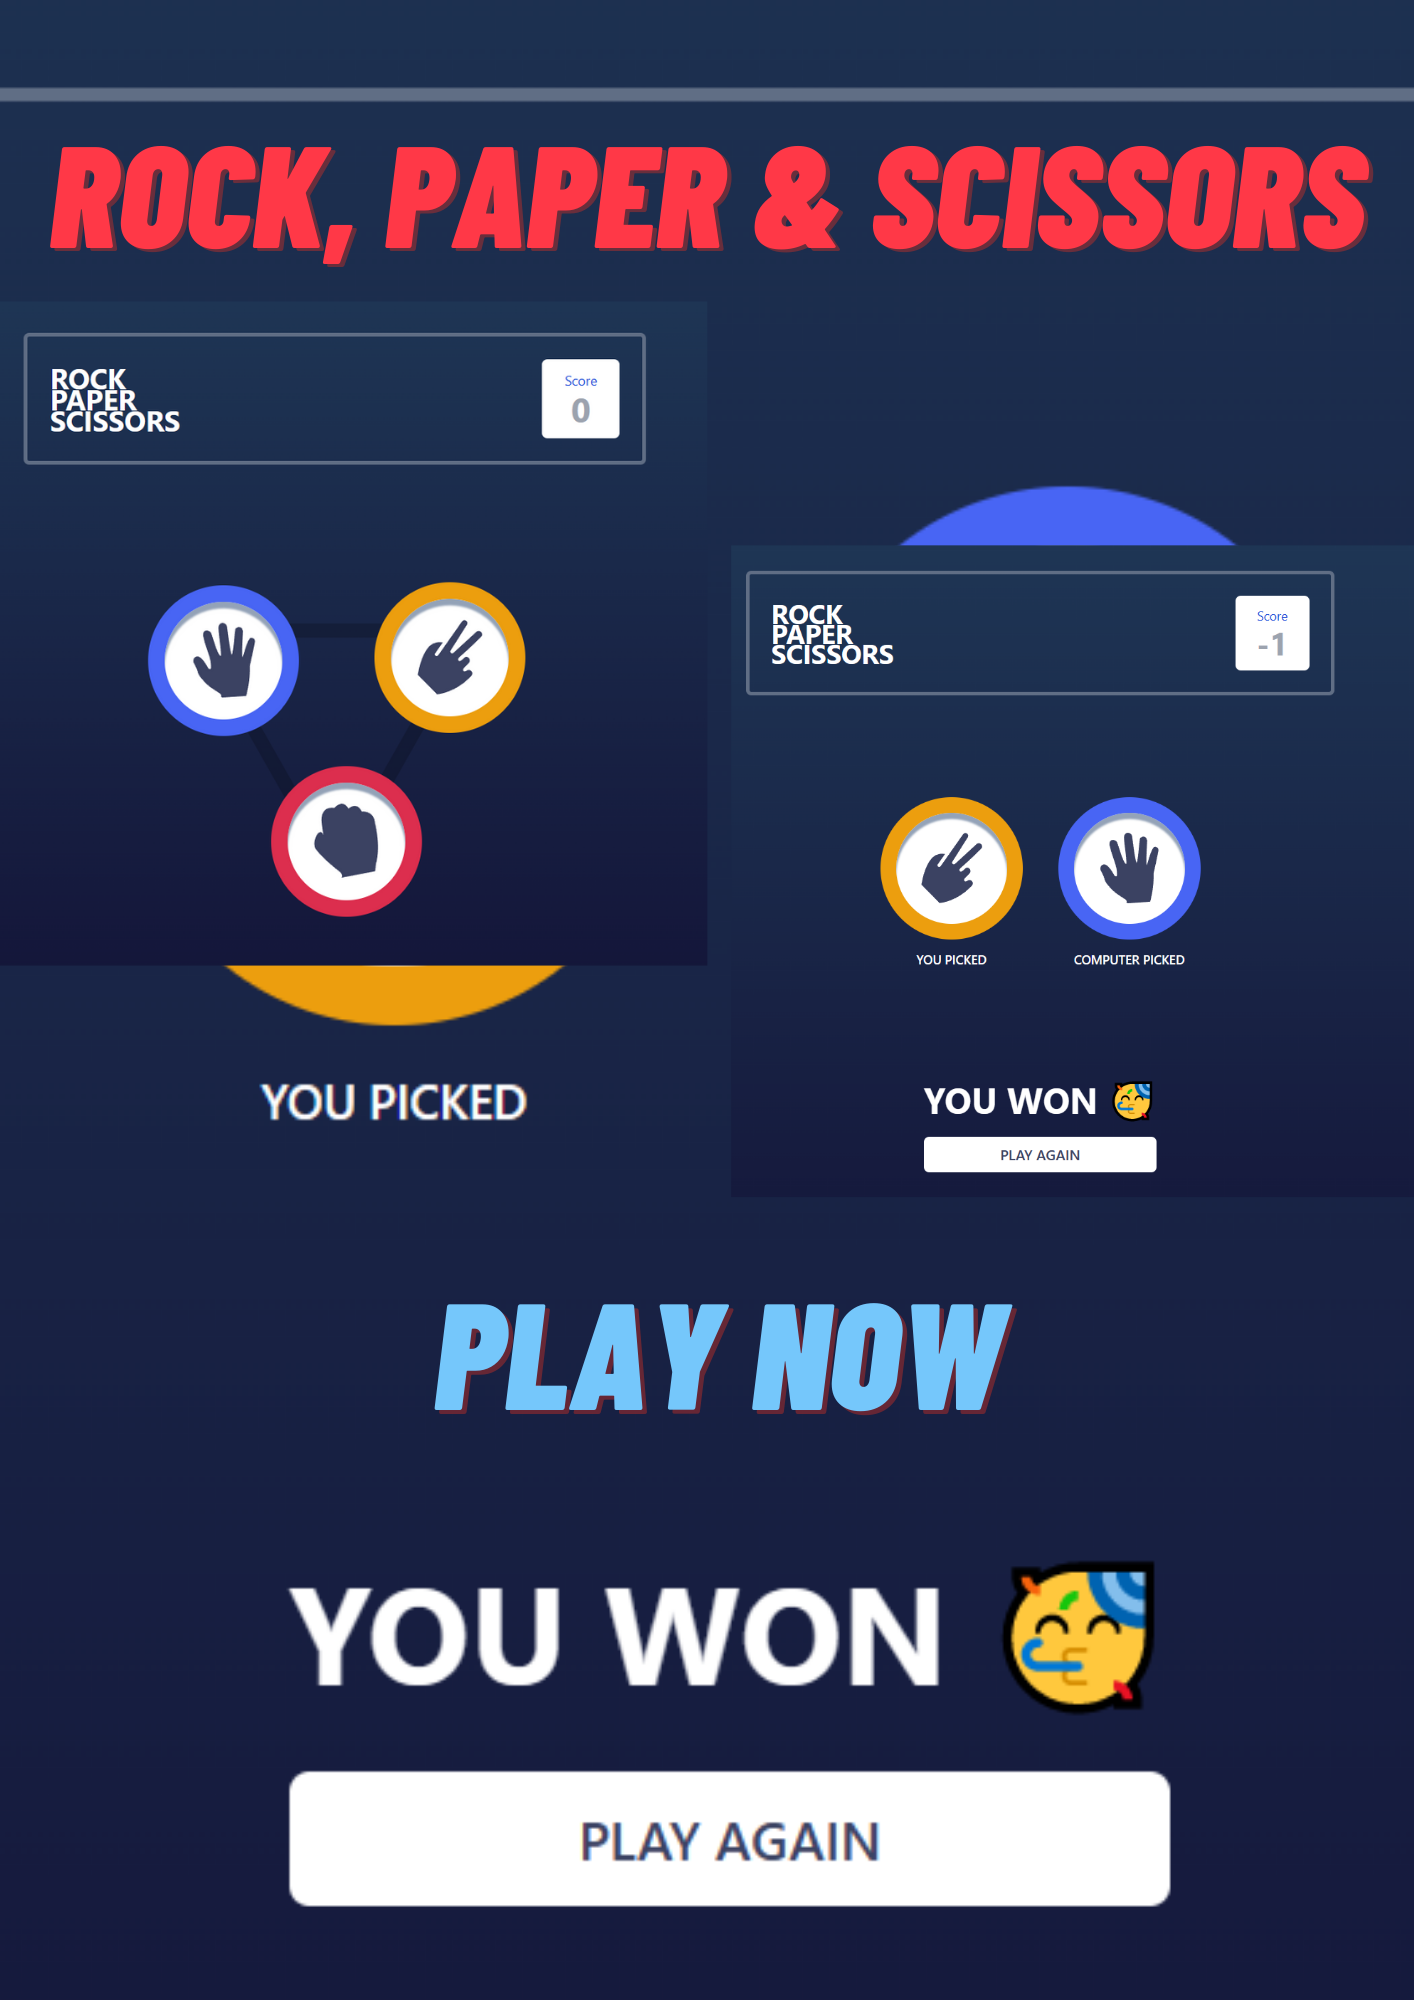 ROCK, PAPER & SCISSORS
ROCK
PAPER
SCISSORS
Score
0
ROCK
PAPER
SCISSORS
Score
-1
YOU PICKED
COMPUTER PICKED
YOU WON
PLAY AGAIN
YOU PICKED
PLAY NOW
YOU WON
PLAY AGAIN